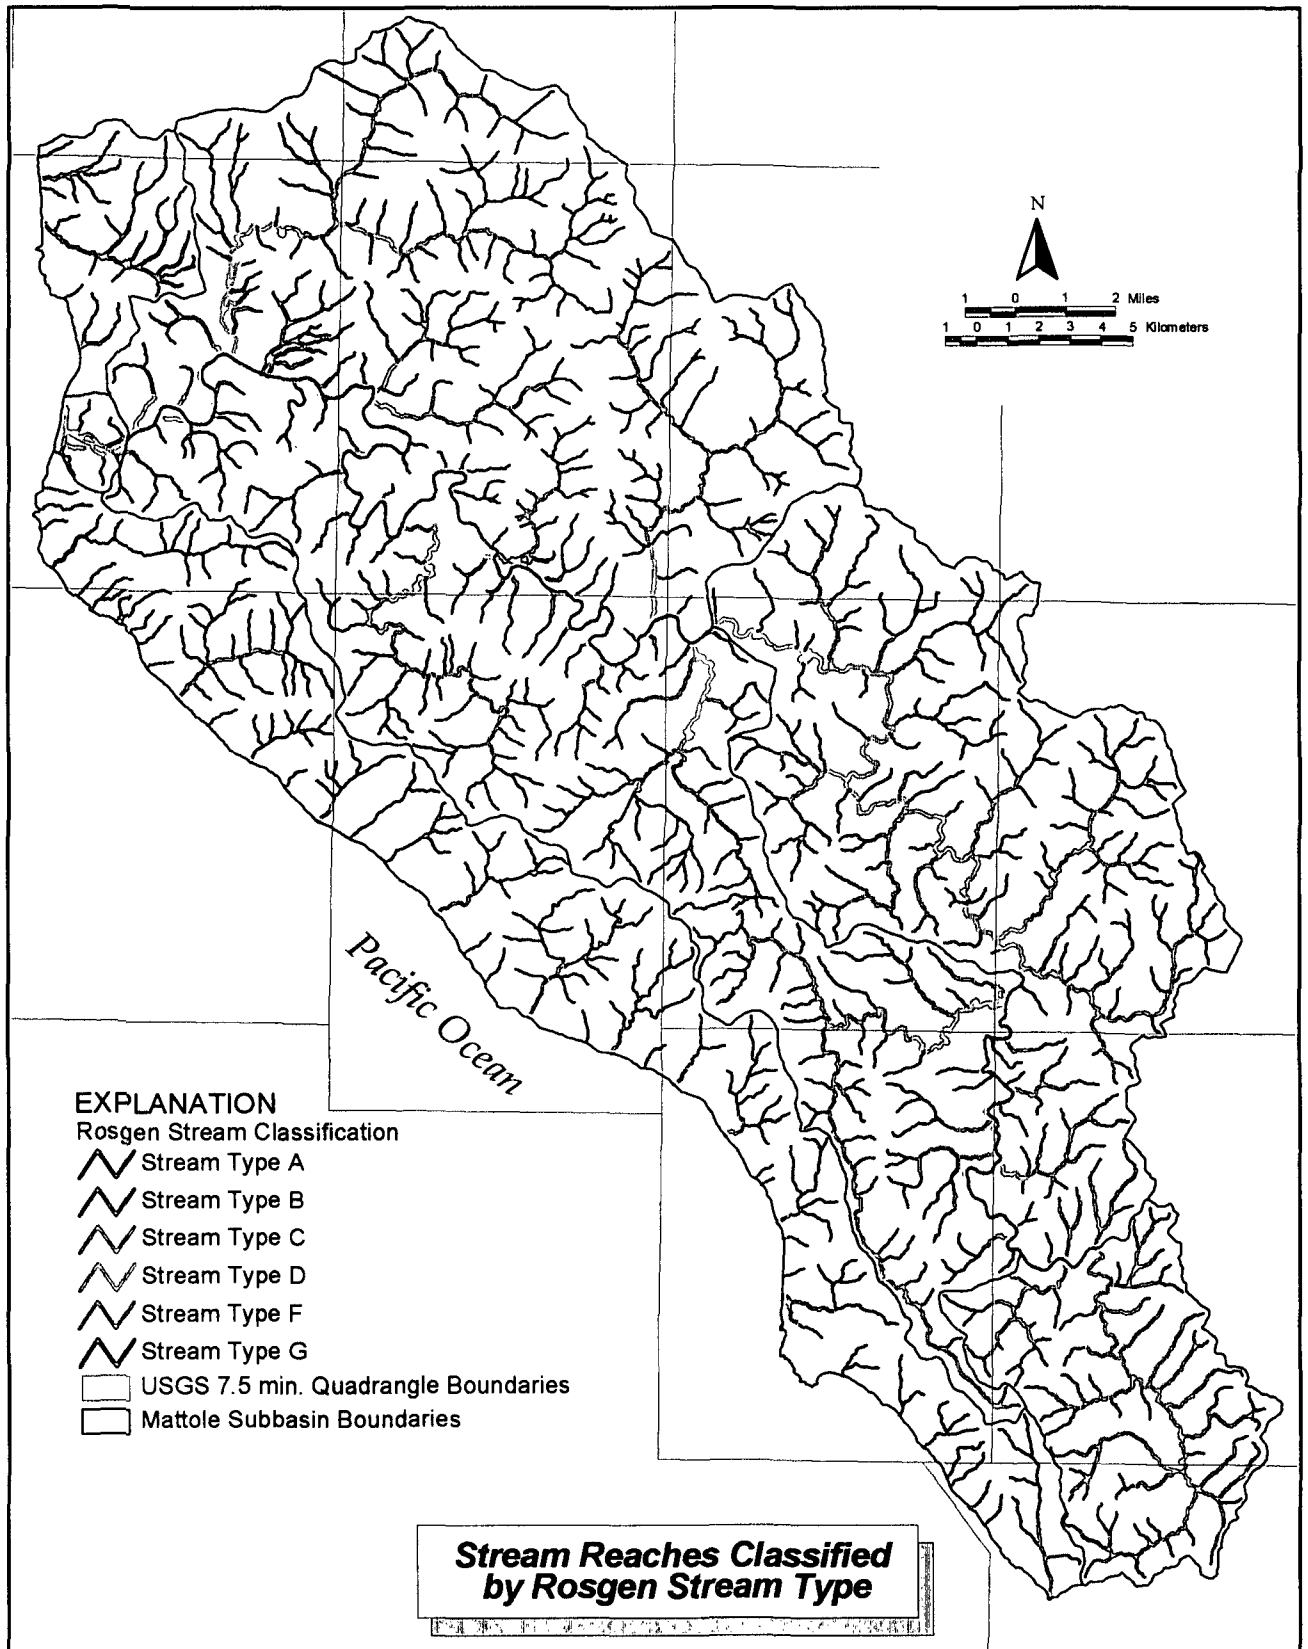 N
1 0 1 2 Miles
1 0 1 2 3 4 5 Kilometers
Pacific Ocean
EXPLANATION
Rosgen Stream Classification
Stream Type A
Stream Type B
Stream Type C
Stream Type D
Stream Type F
Stream Type G
USGS 7.5 min. Quadrangle Boundaries
Mattole Subbasin Boundaries
Stream Reaches Classified
by Rosgen Stream Type